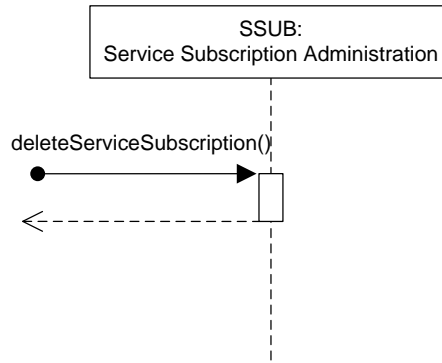 SSUB:
Service Subscription Administration
deleteServiceSubscription()